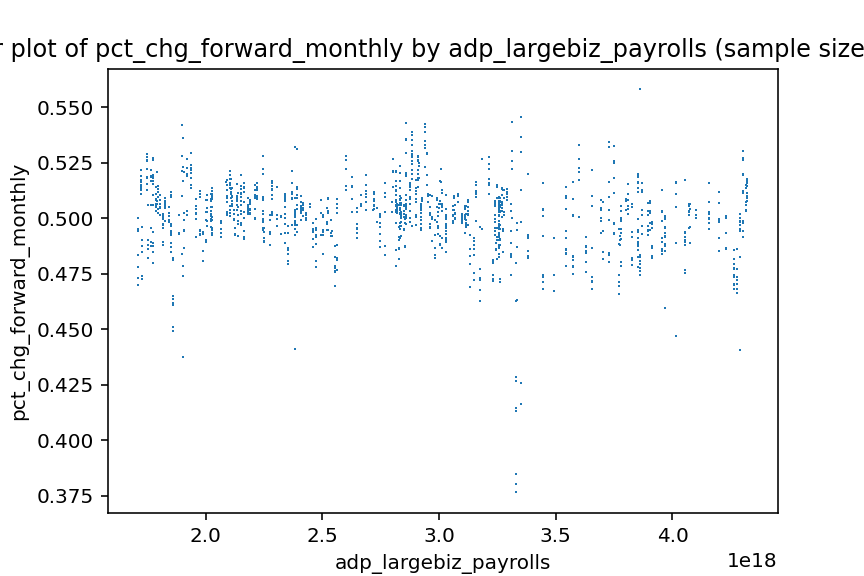 plot of pct_chg_forward_monthly by adp_largebiz_payrolls (sample size
0.550
0.525
0.500
0.475
0.450
0.425
0.400
0.375
pct_chg_forward_monthly
2.0 2.5 3.0 3.5 4.0
1e18
adp_largebiz_payrolls